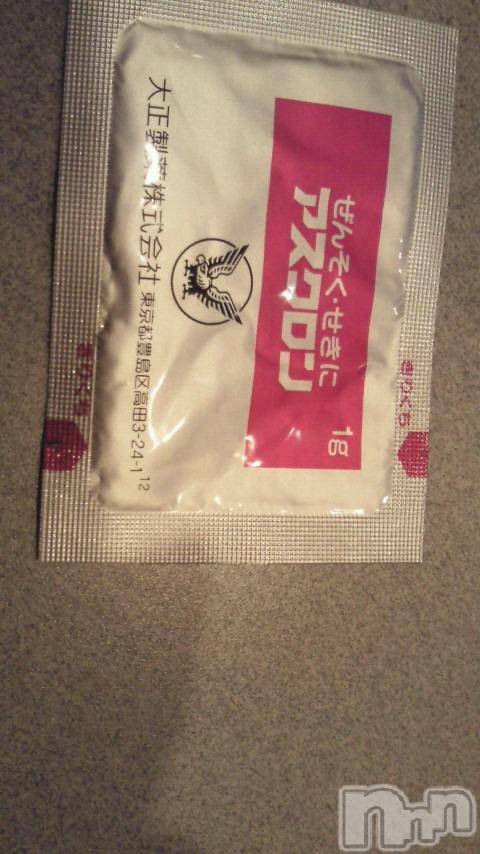 ぜんそく・せきに
アスクロン
1g
大正製薬株式会社 東京都豊島区高田3-24-1
12
きりくち
きりくち
nnn